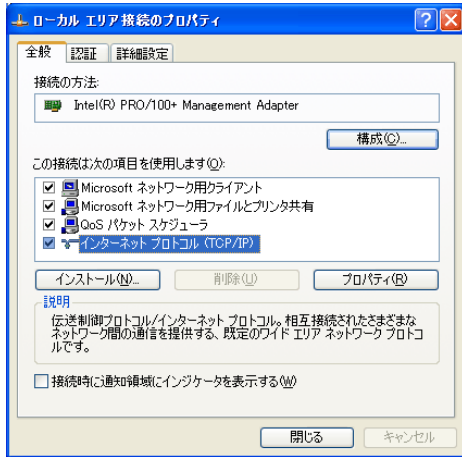 ローカル エリア接続のプロパティ
全般 認証 詳細設定
接続の方法:
Intel(R) PRO/100+ Management Adapter
構成(C)...
この接続は次の項目を使用します(O):
Microsoft ネットワーク用クライアント
Microsoft ネットワーク用ファイルとプリンタ共有
QoS パケット スケジューラ
インターネット プロトコル (TCP/IP)
インストール(N)... 削除(U) プロパティ(R)
説明
伝送制御プロトコル/インターネット プロトコル。相互接続されたさまざまな
ネットワーク間の通信を提供する、既定のワイド エリア ネットワーク プロトコ
ルです。
接続時に通知領域にインジケータを表示する(W)
閉じる キャンセル